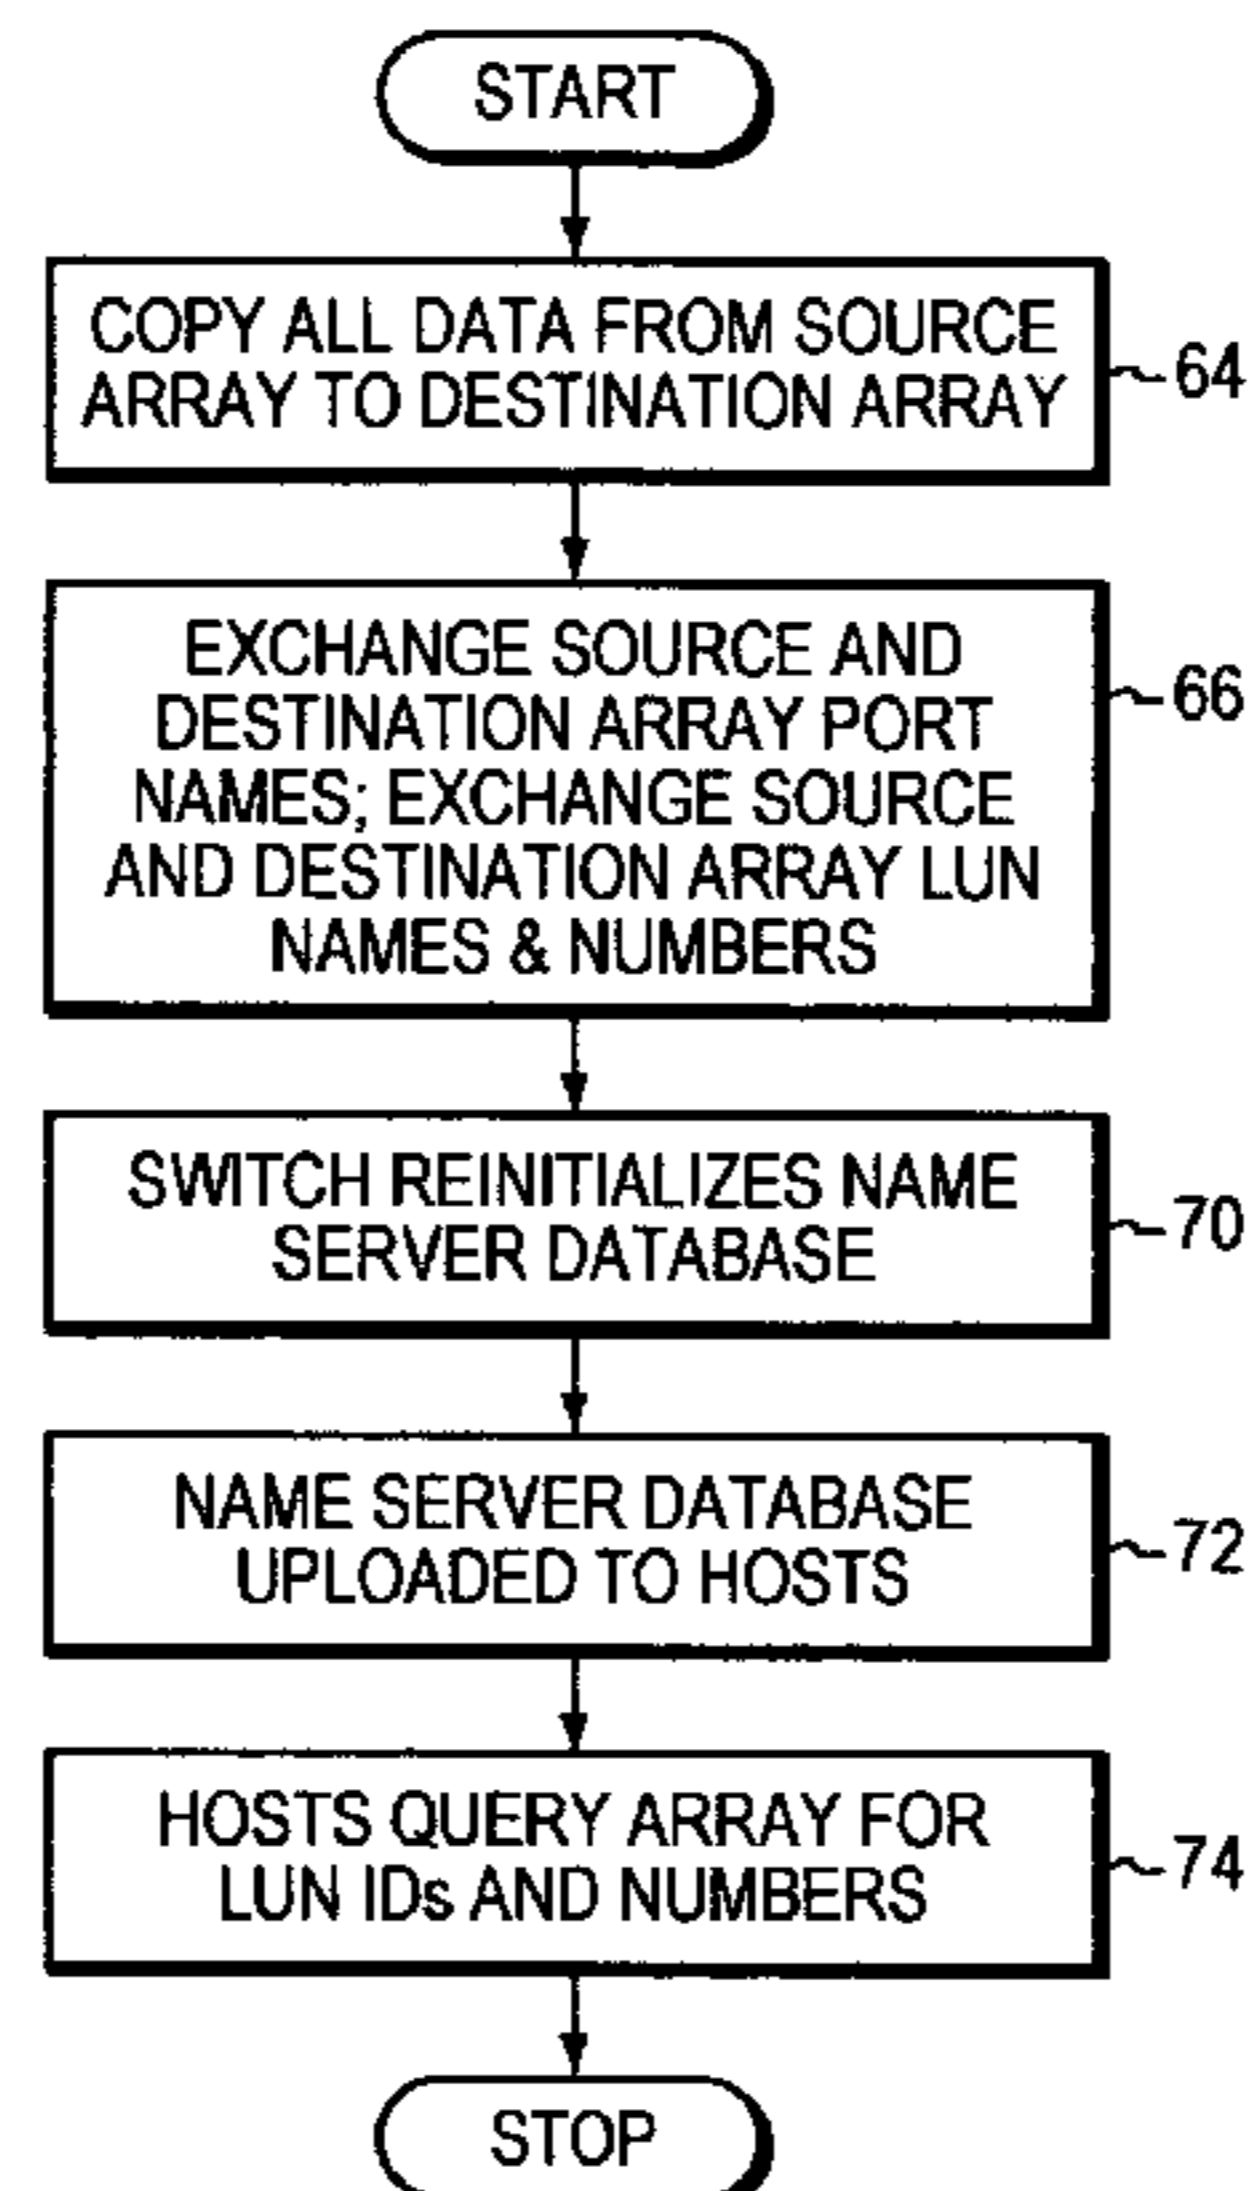 START
COPY ALL DATA FROM SOURCE
ARRAY TO DESTINATION ARRAY
64
EXCHANGE SOURCE AND
DESTINATION ARRAY PORT
NAMES; EXCHANGE SOURCE
AND DESTINATION ARRAY LUN
NAMES & NUMBERS
66
SWITCH REINITIALIZES NAME
SERVER DATABASE
70
NAME SERVER DATABASE
UPLOADED TO HOSTS
72
HOSTS QUERY ARRAY FOR
LUN IDs AND NUMBERS
74
STOP